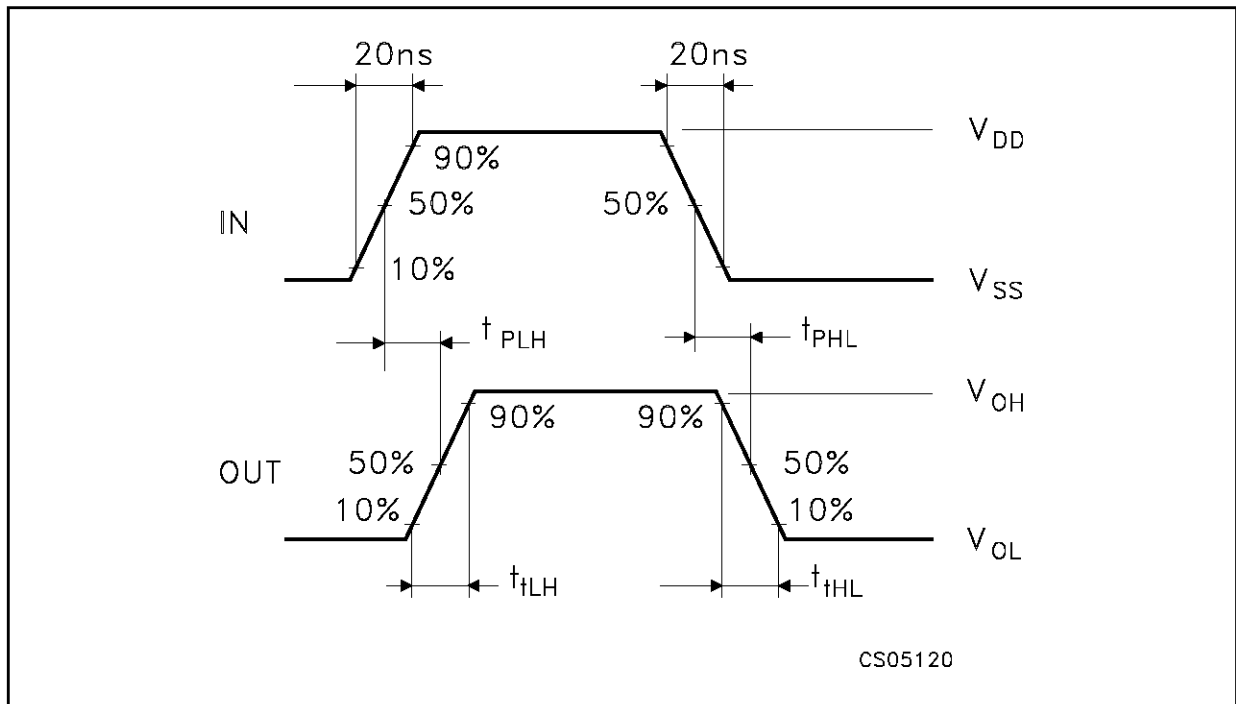 20ns 20ns
V_DD
90%
50% 50%
IN
10%
V_SS
t_PLH t_PHL
V_OH
90% 90%
50% 50%
OUT
10% 10%
V_OL
t_tLH t_tHL
CS05120